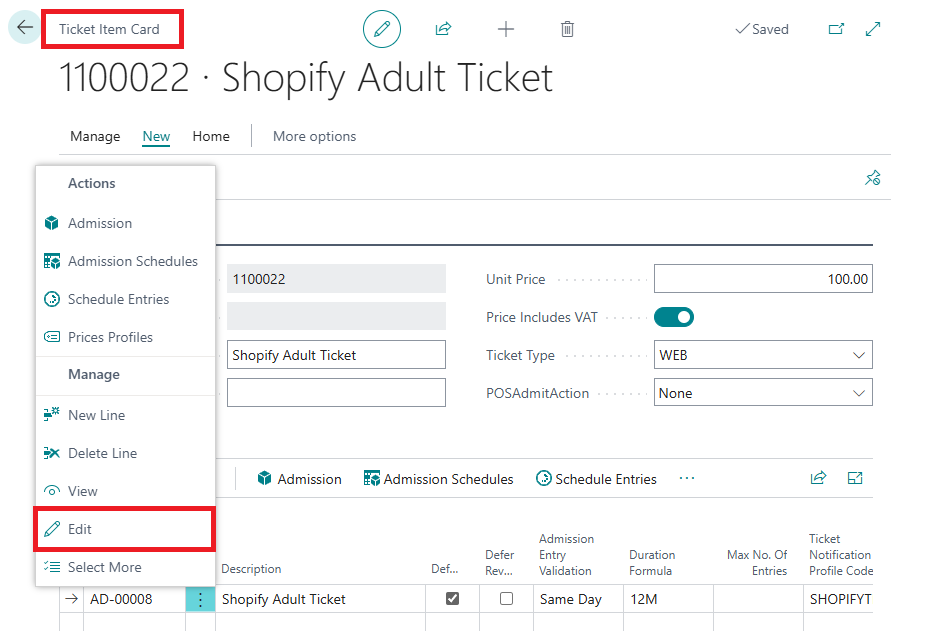 Ticket Item Card
Saved
1100022 · Shopify Adult Ticket
Manage New Home More options
Actions
Admission
Admission Schedules
Schedule Entries
Prices Profiles
Manage
New Line
Delete Line
View
Edit
Select More
1100022
Shopify Adult Ticket
Unit Price 100.00
Price Includes VAT
Ticket Type WEB
POSAdmitAction None
Admission Admission Schedules Schedule Entries ···
Description
Def...
Defer
Rev...
Admission
Entry
Validation
Duration
Formula
Max No. Of
Entries
Ticket
Notification
Profile Code
AD-00008 Shopify Adult Ticket Same Day 12M SHOPIFYT